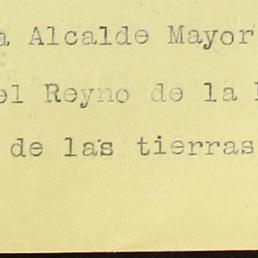 a Alcalde Mayor
el Reyno de la
de las tierras